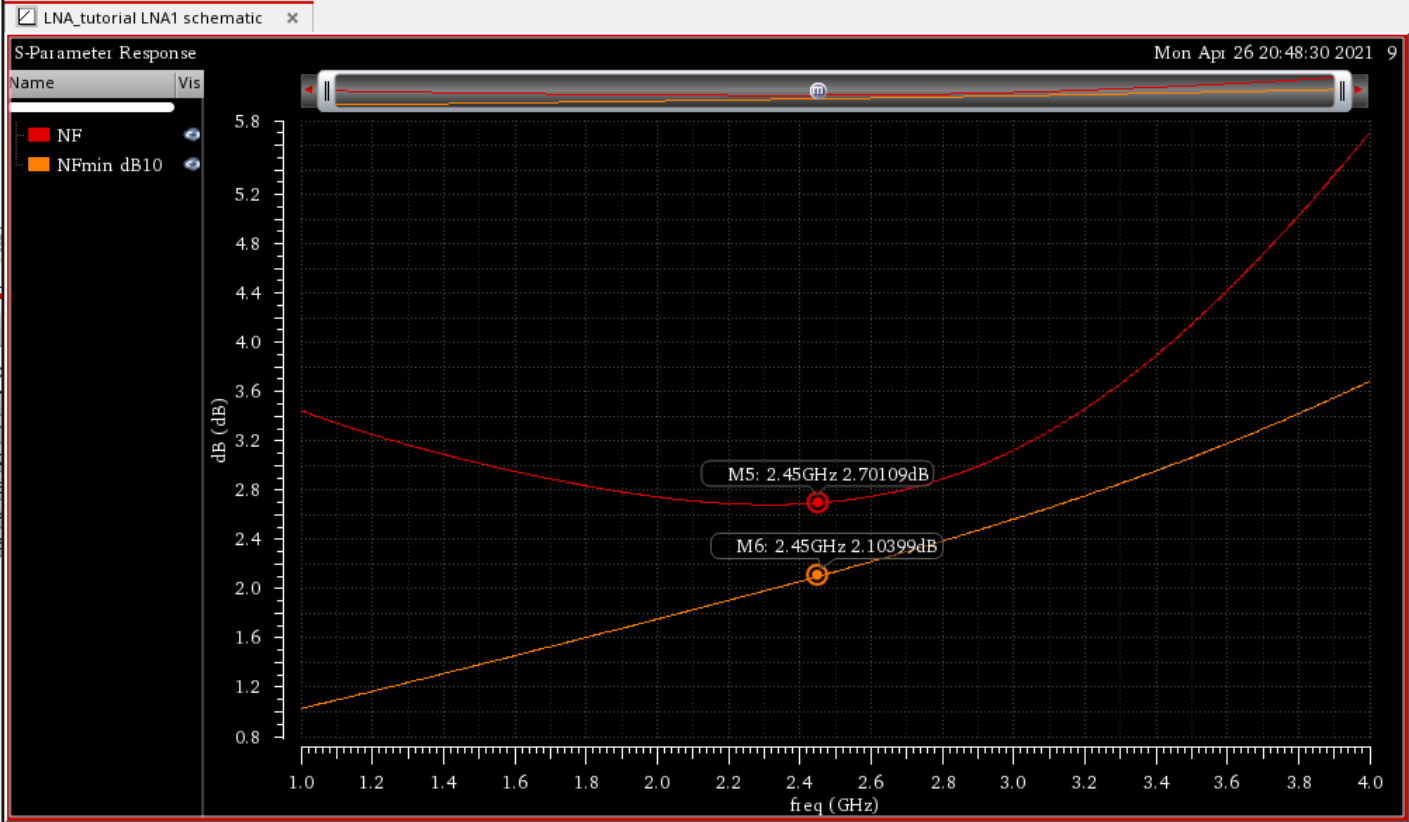 LNA_tutorial LNA1 schematic ×
S-Parameter Response
Mon Apr 26 20:48:30 2021 9
Name Vis
m
NF
NFmin dB10
5.8
5.2
4.8
4.4
4.0
3.6
3.2
2.8
2.4
2.0
1.6
1.2
0.8
dB (dB)
M5: 2.45GHz 2.70109dB
M6: 2.45GHz 2.10399dB
1.0 1.2 1.4 1.6 1.8 2.0 2.2 2.4 2.6 2.8 3.0 3.2 3.4 3.6 3.8 4.0
freq (GHz)